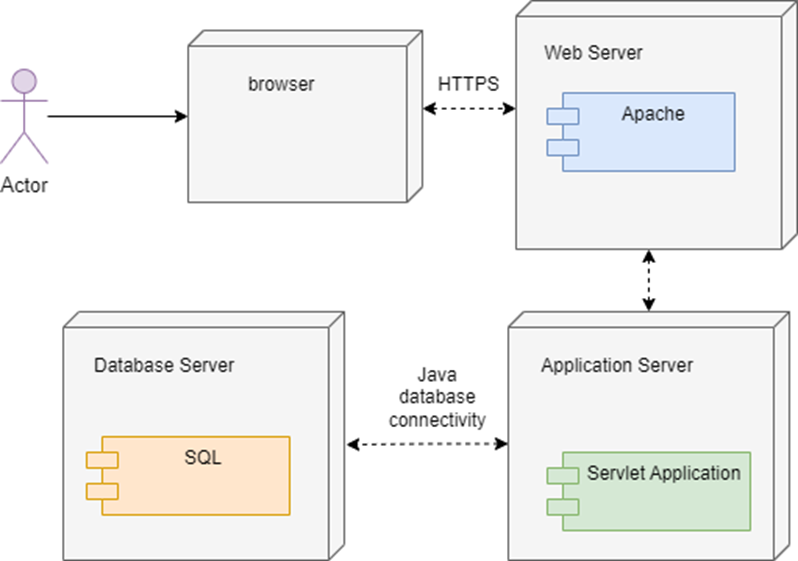 Web Server
browser
HTTPS
Apache
Actor
Database Server
Java
database
connectivity
Application Server
SQL
Servlet Application